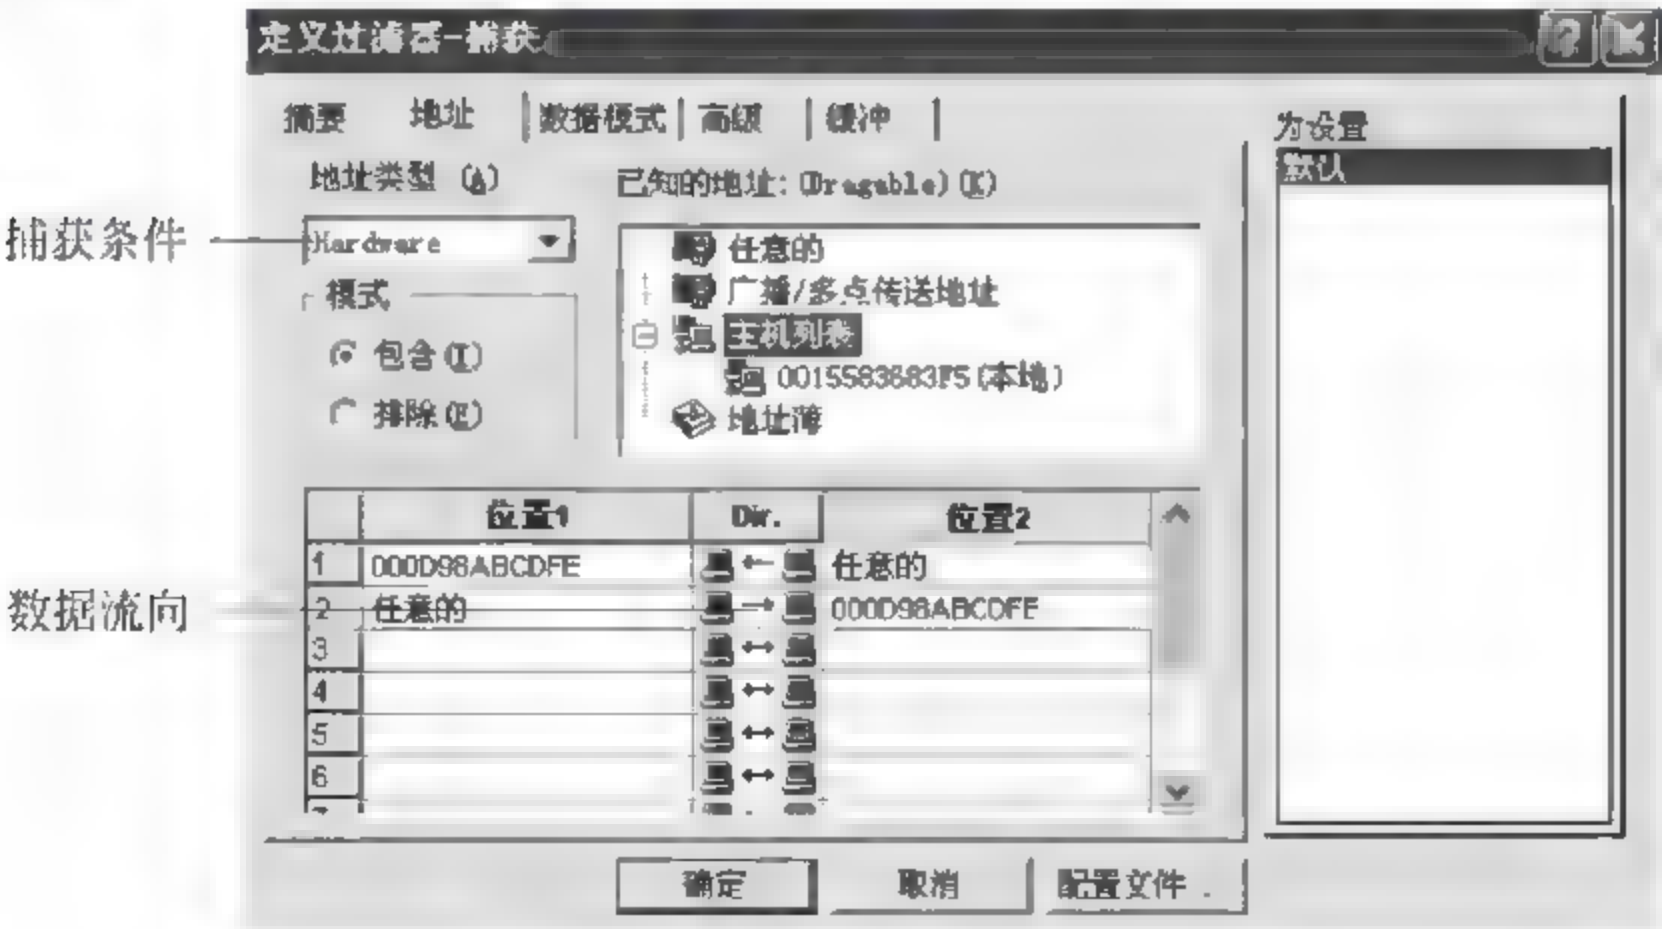 定义过滤器-捕获
摘要 地址 数据模式 高级 缓冲
为设置
默认
地址类型 (A)
已知的地址:(Dragable)(K)
捕获条件
Hardware
任意的
广播/多点传送地址
主机列表
0015583683F5(本地)
地址簿
模式
包含(I)
排除(E)
位置1 Dir. 位置2
1 000D98ABCDFE 任意的
数据流向
2 任意的 000D98ABCDFE
3
4
5
6
确定 取消 配置文件